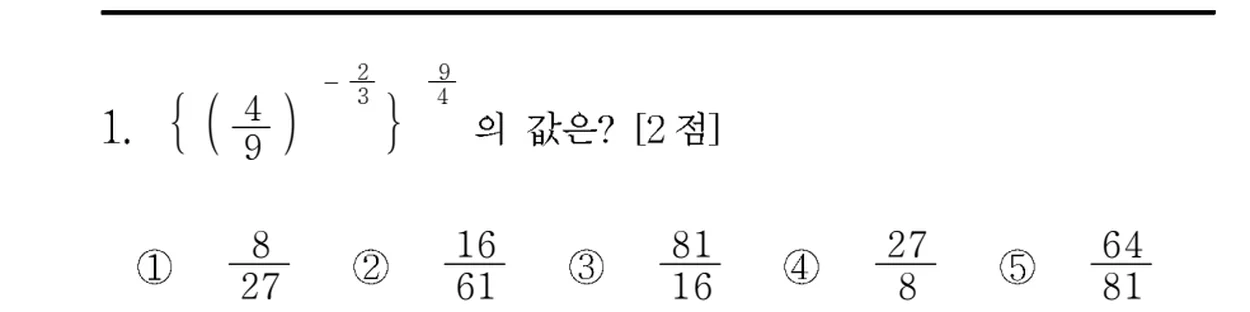 1. { ( 4/9 )^(-2/3) }^(9/4) 의 값은? [2점]
① 8/27 ② 16/61 ③ 81/16 ④ 27/8 ⑤ 64/81